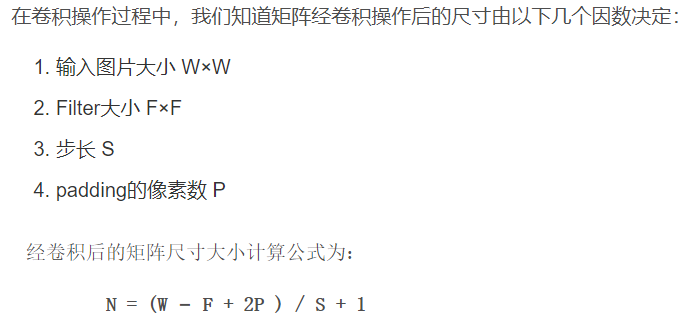 在卷积操作过程中，我们知道矩阵经卷积操作后的尺寸由以下几个因数决定：
1. 输入图片大小 W×W
2. Filter大小 F×F
3. 步长 S
4. padding的像素数 P
经卷积后的矩阵尺寸大小计算公式为：
N = (W − F + 2P ) / S + 1